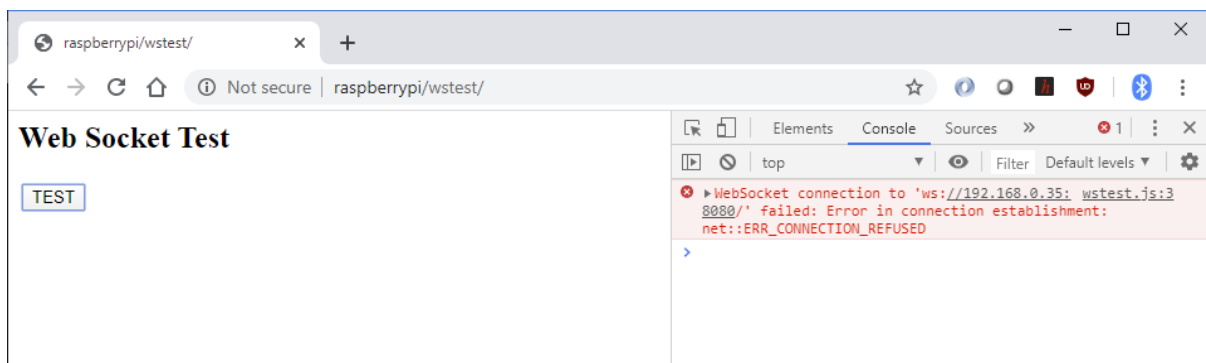 raspberrypi/wstest/
Not secure | raspberrypi/wstest/
Web Socket Test
TEST
Elements Console Sources » 1
top Filter Default levels
WebSocket connection to 'ws://192.168.0.35: wstest.js:3
8080/' failed: Error in connection establishment:
net::ERR_CONNECTION_REFUSED